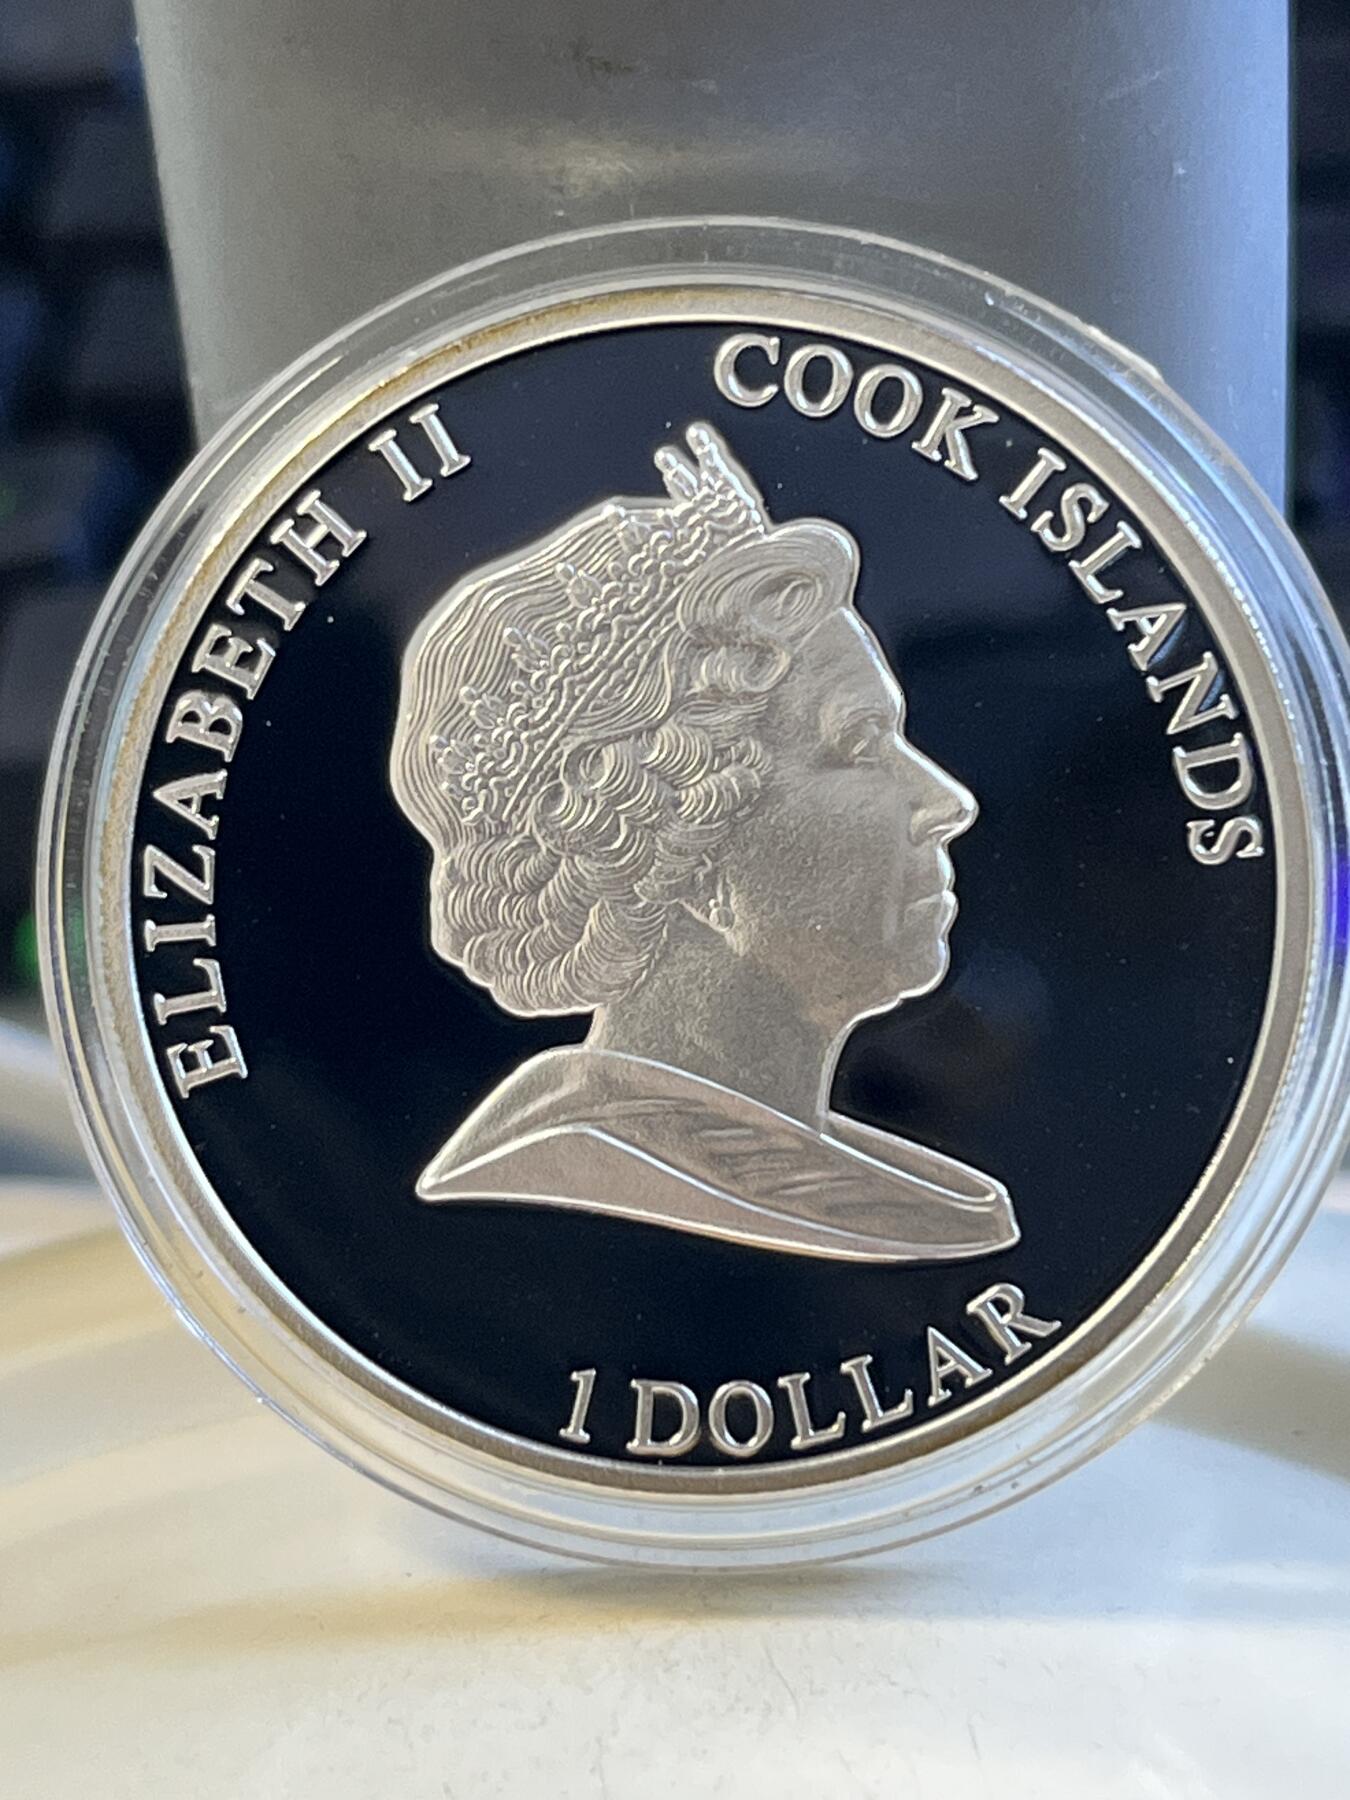 ELIZABETH II
COOK ISLANDS
1 DOLLAR